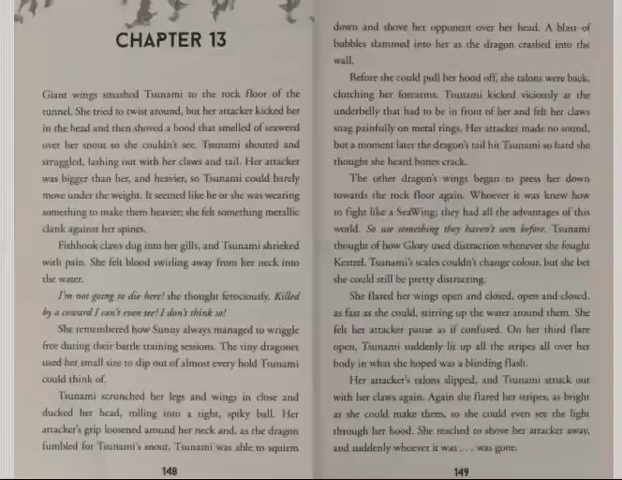 CHAPTER 13
Giant wings smashed Tsunami to the rock floor of the
tunnel. She tried to twist around, but her attacker kicked her
in the head and then shoved a hood that smelled of seaweed
over her snout so she couldn't see. Tsunami shouted and
struggled, lashing out with her claws and tail. Her attacker
was bigger than her, and heavier, so Tsunami could barely
move under the weight. It seemed like he or she was wearing
something to make them heavier; she felt something metallic
clank against her spines.
Fishhook claws dug into her gills, and Tsunami shrieked
with pain. She felt blood swirling away from her neck into
the water.
I'm not going to die here! she thought ferociously. Killed
by a coward I can't even see! I don't think so!
She remembered how Sunny always managed to wriggle
free during their battle training sessions. The tiny dragonet
used her small size to slip out of almost every hold Tsunami
could think of.
Tsunami scrunched her legs and wings in close and
ducked her head, rolling into a tight, spiky ball. Her
attacker's grip loosened around her neck and, as the dragon
fumbled for Tsunami's snout, Tsunami was able to squirm
148
down and shove her opponent over her head. A blast of
bubbles slammed into her as the dragon crashed into the
wall.
Before she could pull her hood off, the talons were back,
clutching her forearms. Tsunami kicked viciously at the
underbelly that had to be in front of her and felt her claws
snag painfully on metal rings. Her attacker made no sound,
but a moment later the dragon's tail hit Tsunami so hard she
thought she heard bones crack.
The other dragon's wings began to press her down
towards the rock floor again. Whoever it was knew how
to fight like a SeaWing; they had all the advantages of this
world. So use something they haven't seen before. Tsunami
thought of how Glory used distraction whenever she fought
Kestrel. Tsunami's scales couldn't change colour, but she bet
she could still be pretty distracting.
She flared her wings open and closed, open and closed,
as fast as she could, stirring up the water around them. She
felt her attacker pause as if confused. On her third flare
open, Tsunami suddenly lit up all the stripes all over her
body in what she hoped was a blinding flash.
Her attacker's talons slipped, and Tsunami struck out
with her claws again. Again she flared her stripes, as bright
as she could make them, so she could even see the light
through her hood. She reached to shove her attacker away,
and suddenly whoever it was . . . was gone.
149